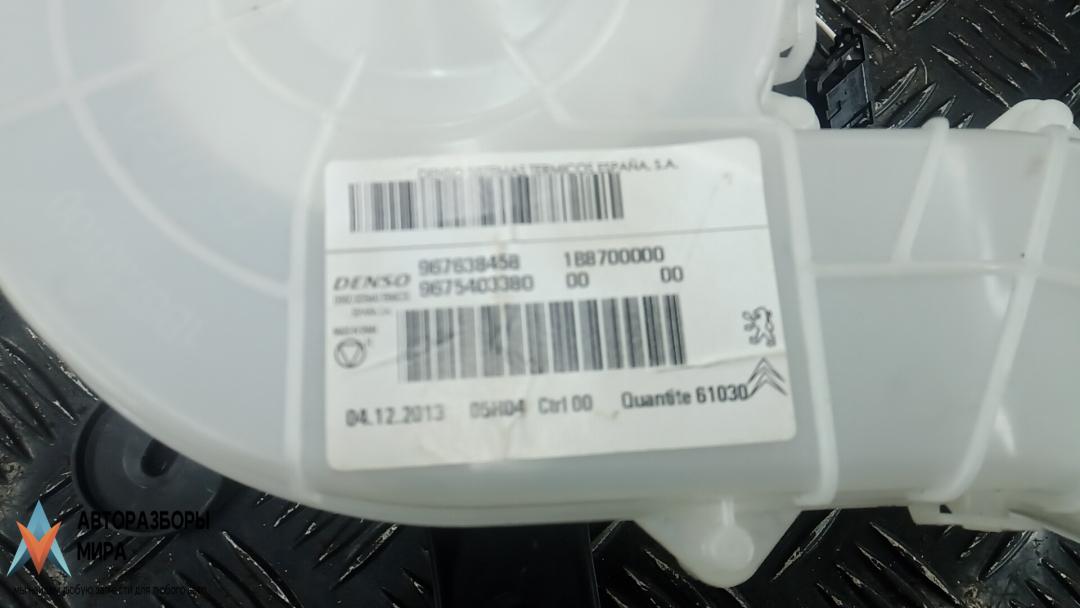 DENSO SISTEMAS TERMICOS ESPAÑA, S.A.
967638458 1B8700000
DENSO 9675403380 00 00
04.12.2013 05H04 Ctrl 00 Quantite 61030
АВТОРАЗБОРЫ
МИРА